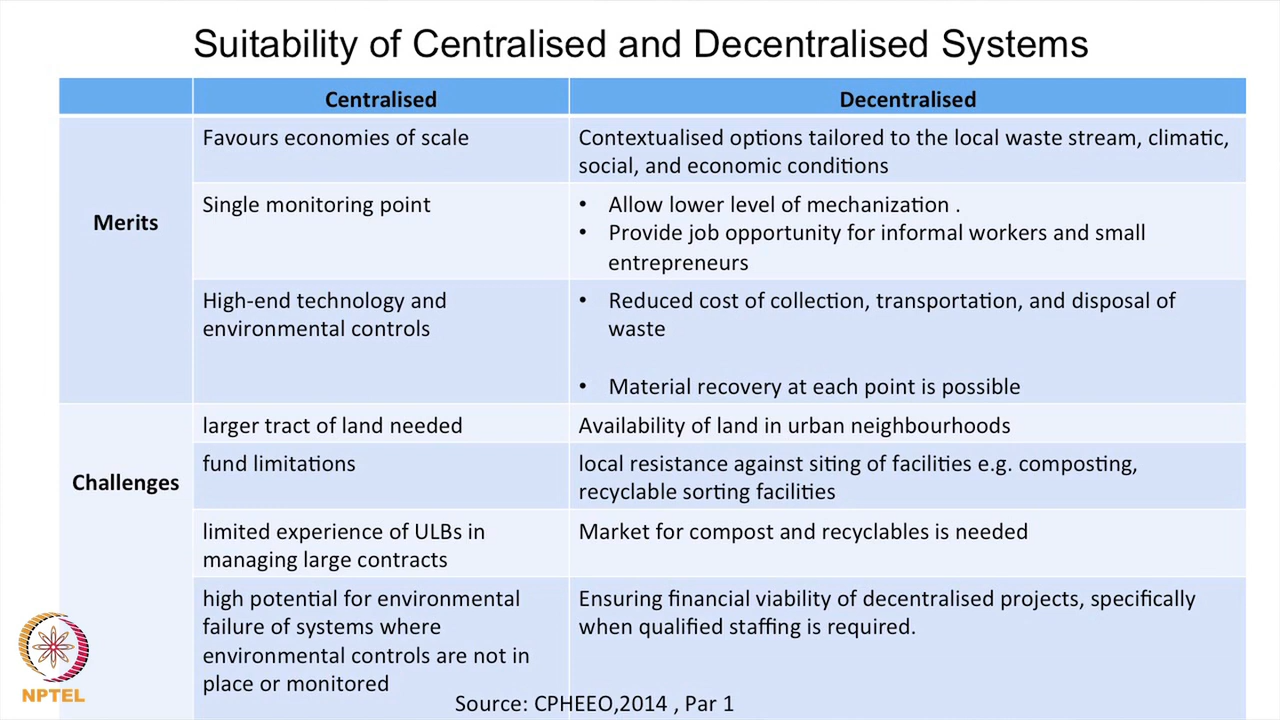 Suitability of Centralised and Decentralised Systems
Centralised
Decentralised
Merits
Favours economies of scale
Contextualised options tailored to the local waste stream, climatic,
social, and economic conditions
Single monitoring point
• Allow lower level of mechanization .
• Provide job opportunity for informal workers and small
entrepreneurs
High-end technology and
environmental controls
• Reduced cost of collection, transportation, and disposal of
waste
• Material recovery at each point is possible
Challenges
larger tract of land needed
Availability of land in urban neighbourhoods
fund limitations
local resistance against siting of facilities e.g. composting,
recyclable sorting facilities
limited experience of ULBs in
managing large contracts
Market for compost and recyclables is needed
high potential for environmental
failure of systems where
environmental controls are not in
place or monitored
Ensuring financial viability of decentralised projects, specifically
when qualified staffing is required.
Source: CPHEEO,2014 , Par 1
NPTEL